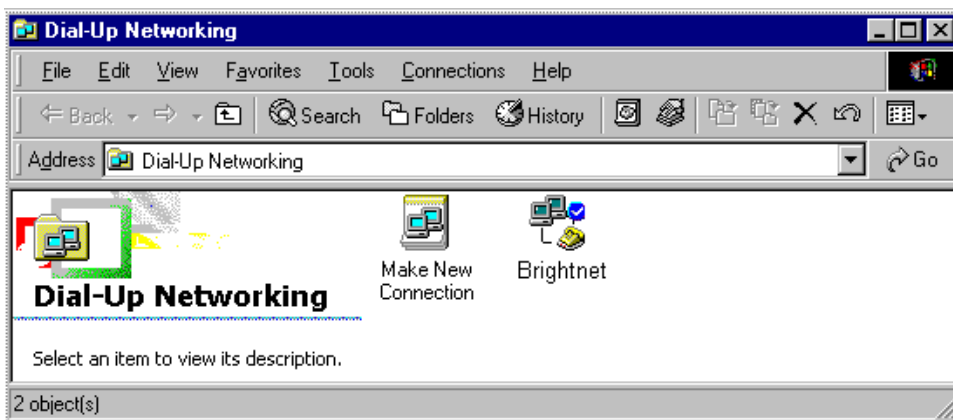 Dial-Up Networking
File Edit View Favorites Tools Connections Help
Back Search Folders History
Address Dial-Up Networking Go
Make New Connection
Brightnet
Dial-Up Networking
Select an item to view its description.
2 object(s)